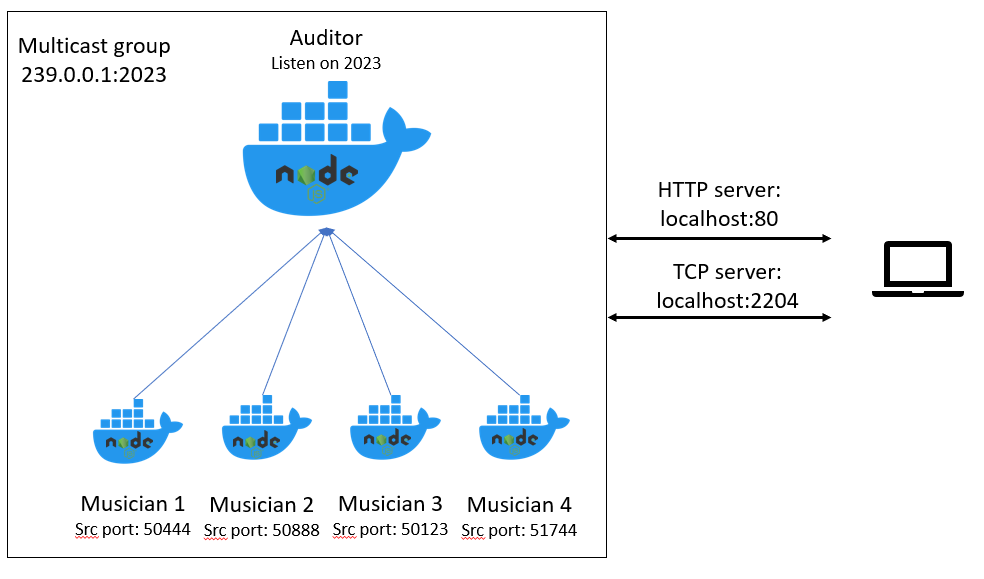 Multicast group
239.0.0.1:2023
Auditor
Listen on 2023
node
HTTP server:
localhost:80
TCP server:
localhost:2204
node
node
node
node
Musician 1
Src port: 50444
Musician 2
Src port: 50888
Musician 3
Src port: 50123
Musician 4
Src port: 51744